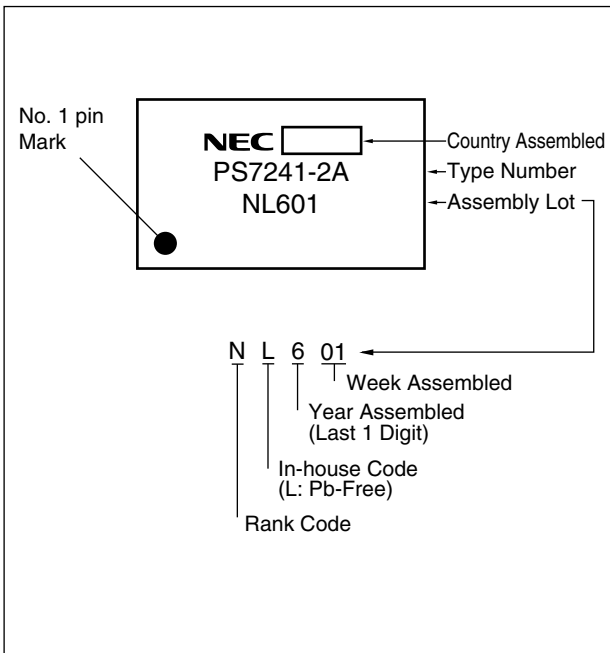 No. 1 pin
Mark
NEC
Country Assembled
PS7241-2A
Type Number
NL601
Assembly Lot
N L 6 01
Week Assembled
Year Assembled
(Last 1 Digit)
In-house Code
(L: Pb-Free)
Rank Code